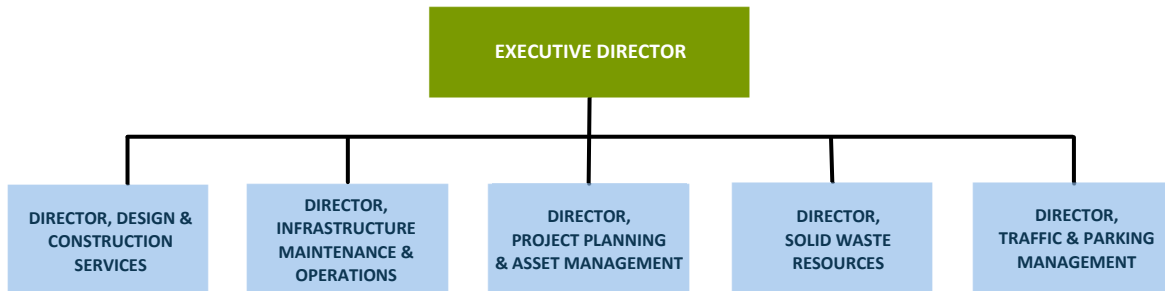 EXECUTIVE DIRECTOR
DIRECTOR, DESIGN &
CONSTRUCTION
SERVICES
DIRECTOR,
INFRASTRUCTURE
MAINTENANCE &
OPERATIONS
DIRECTOR,
PROJECT PLANNING
& ASSET MANAGEMENT
DIRECTOR,
SOLID WASTE
RESOURCES
DIRECTOR,
TRAFFIC & PARKING
MANAGEMENT